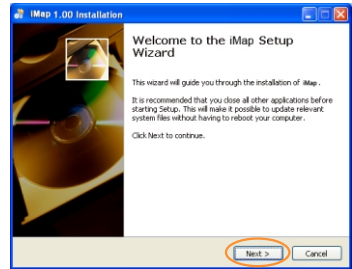 iMap 1.00 Installation
Welcome to the iMap Setup
Wizard
This wizard will guide you through the installation of iMap.
It is recommended that you close all other applications before
starting Setup. This will make it possible to update relevant
system files without having to reboot your computer.
Click Next to continue.
Next >
Cancel